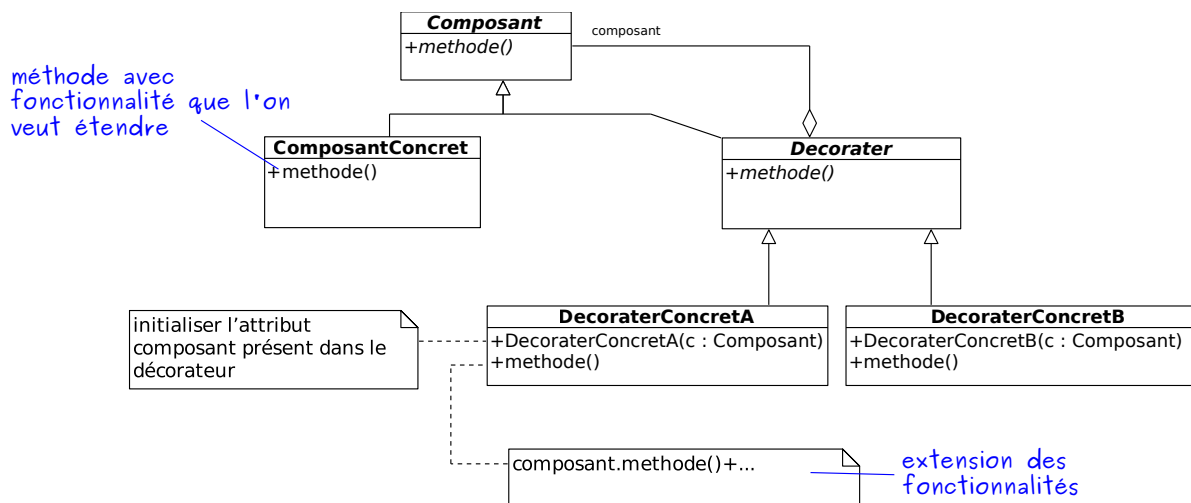 Composant
+methode()
composant
méthode avec
fonctionnalité que l'on
veut étendre
ComposantConcret
+methode()
Decorater
+methode()
initialiser l’attribut
composant présent dans le
décorateur
DecoraterConcretA
+DecoraterConcretA(c : Composant)
+methode()
DecoraterConcretB
+DecoraterConcretB(c : Composant)
+methode()
composant.methode()+...
extension des
fonctionnalités